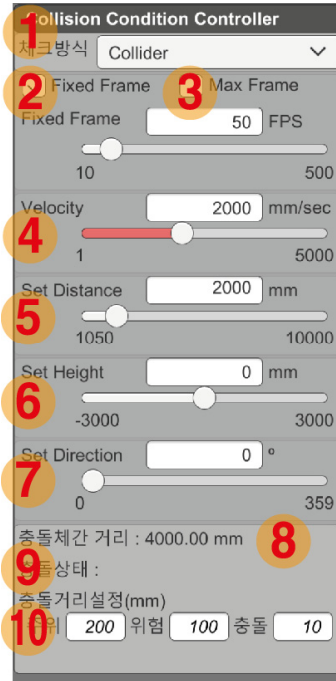 Collision Condition Controller
1
체크방식 Collider
2 Fixed Frame 3 Max Frame
Fixed Frame 50 FPS
10 500
Velocity 2000 mm/sec
4
1 5000
Set Distance 2000 mm
5
1050 10000
Set Height 0 mm
6
-3000 3000
Set Direction 0 °
7
0 359
충돌체간 거리 : 4000.00 mm 8
9 충돌상태 :
충돌거리설정(mm)
10 주위 200 위험 100 충돌 10